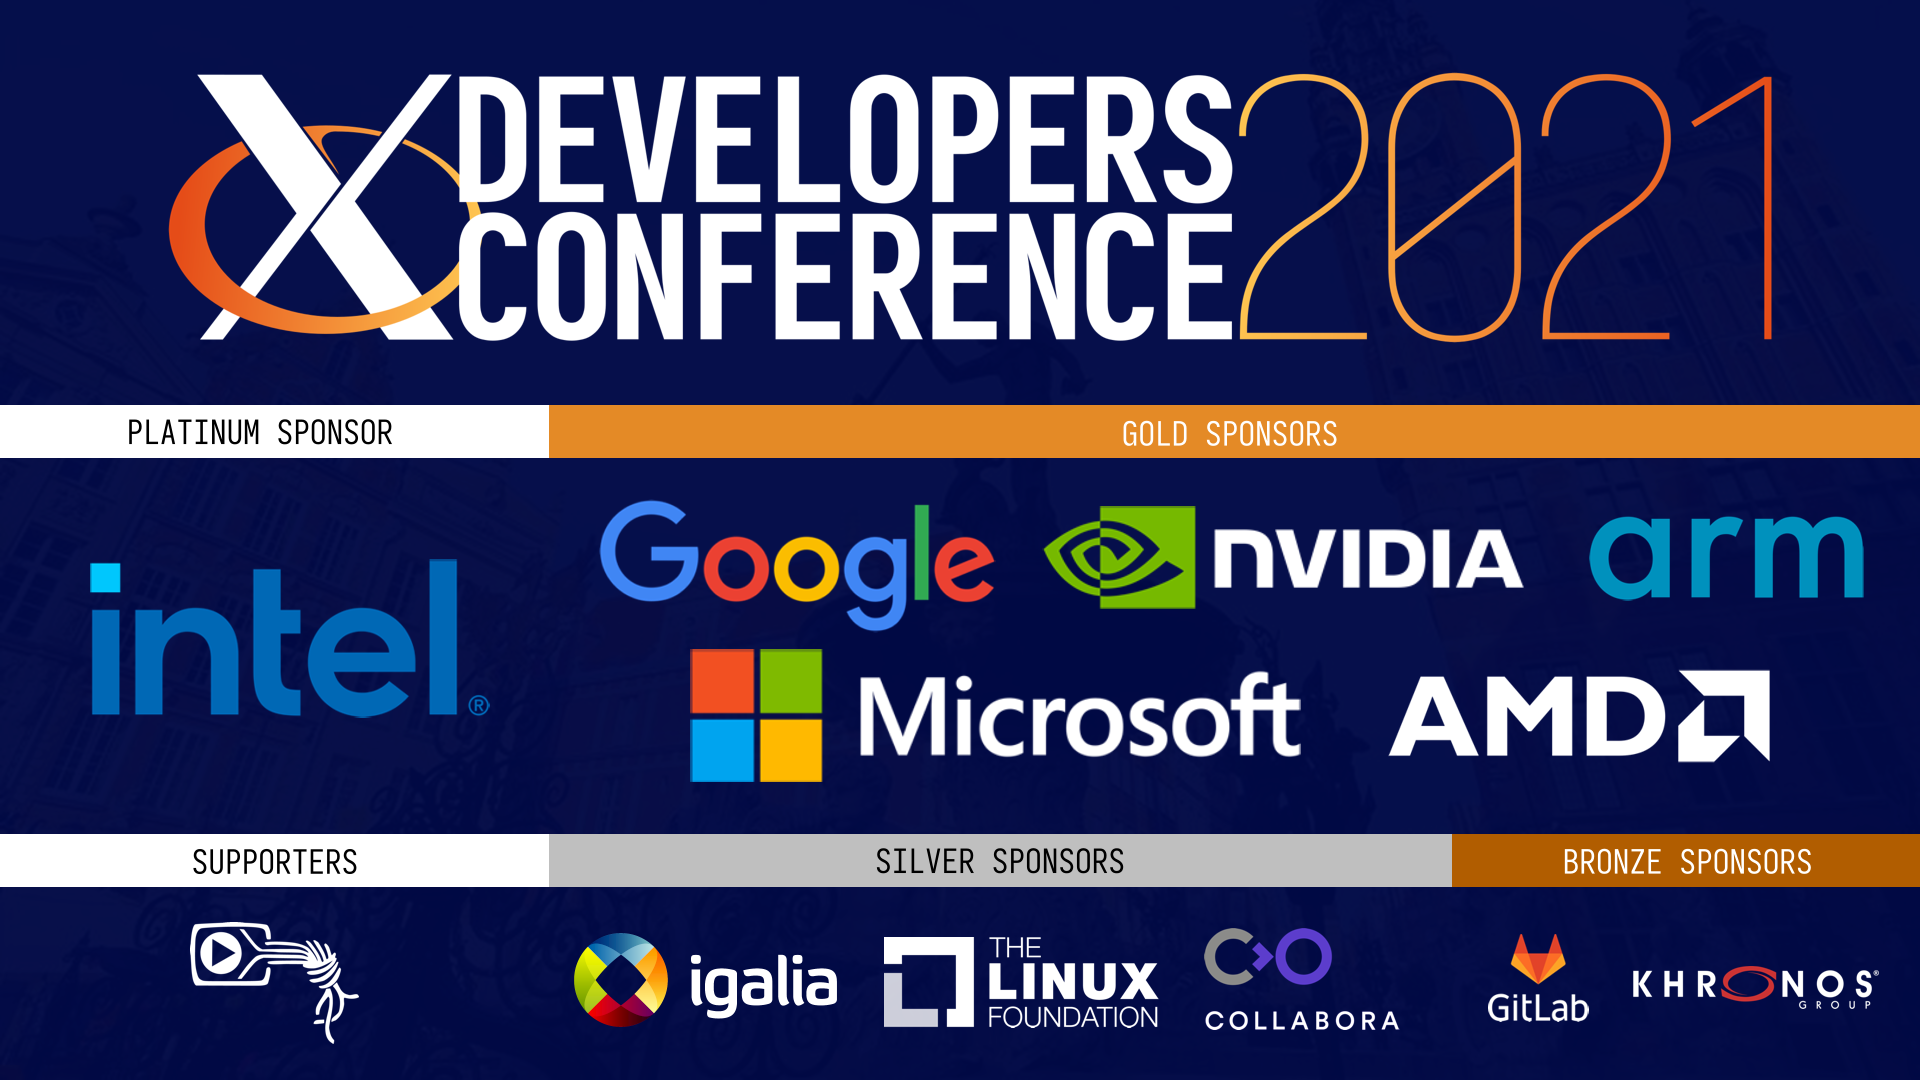 X DEVELOPERS
CONFERENCE 2021
PLATINUM SPONSOR
GOLD SPONSORS
intel®
Google
NVIDIA
arm
Microsoft
AMD
SUPPORTERS
SILVER SPONSORS
BRONZE SPONSORS
igalia
THE
LINUX
FOUNDATION
COLLABORA
GitLab
KHRONOS®
GROUP